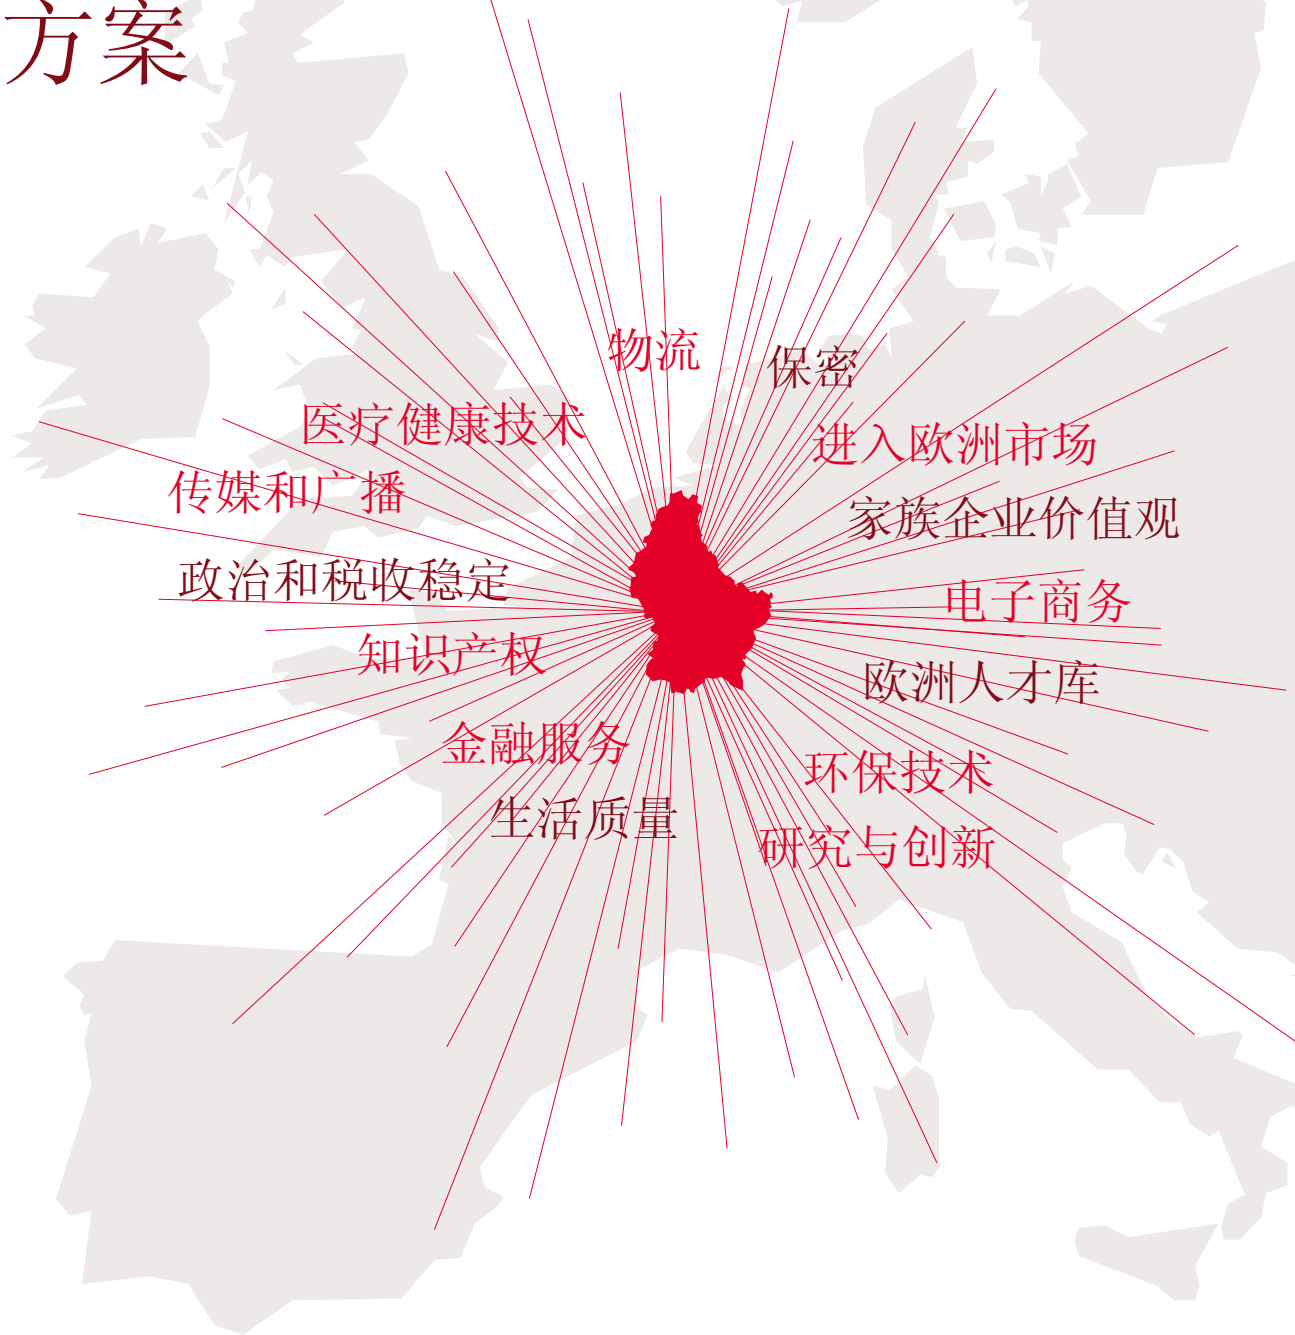 方案
物流
保密
医疗健康技术
进入欧洲市场
传媒和广播
家族企业价值观
政治和税收稳定
电子商务
知识产权
欧洲人才库
金融服务
环保技术
生活质量
研究与创新